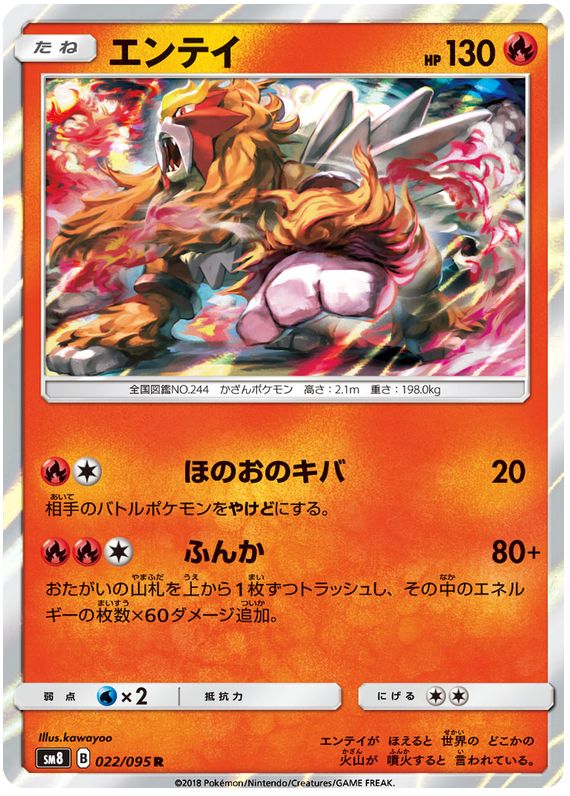 たね エンテイ HP 130
全国図鑑NO.244 かざんポケモン 高さ：2.1m 重さ：198.0kg
ほのおのキバ 20
相手のバトルポケモンをやけどにする。
ふんか 80+
おたがいの山札を上から1枚ずつトラッシュし、その中のエネル
ギーの枚数×60ダメージ追加。
弱点 ×2 抵抗力 にげる
Illus.kawayoo
SM8 B 022/095 R
エンテイが ほえると 世界の どこかの
火山が 噴火すると 言われている。
©2018 Pokémon/Nintendo/Creatures/GAME FREAK.